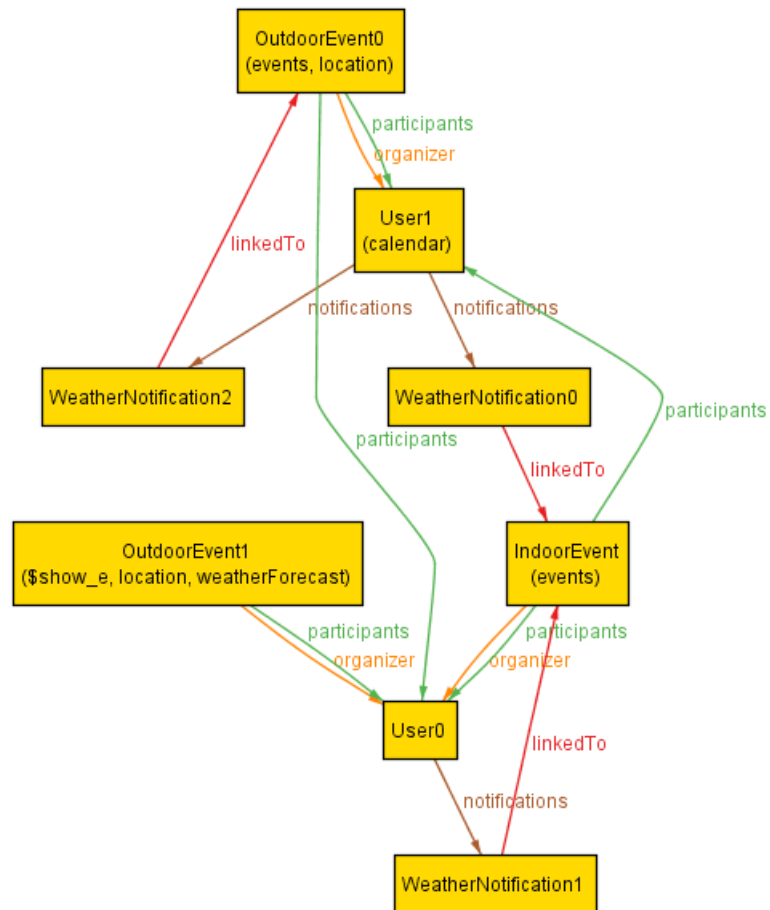 OutdoorEvent0
(events, location)
participants
organizer
User1
(calendar)
linkedTo
notifications
notifications
WeatherNotification2
WeatherNotification0
participants
participants
linkedTo
OutdoorEvent1
($show_e, location, weatherForecast)
IndoorEvent
(events)
participants
organizer
participants
organizer
User0
linkedTo
notifications
WeatherNotification1